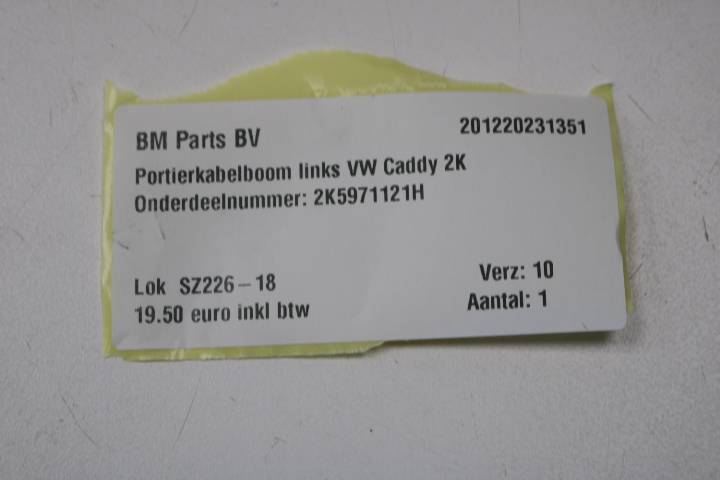 BM Parts BV
201220231351
Portierkabelboom links VW Caddy 2K
Onderdeelnummer: 2K5971121H
Lok SZ226-18
Verz: 10
19.50 euro inkl btw
Aantal: 1